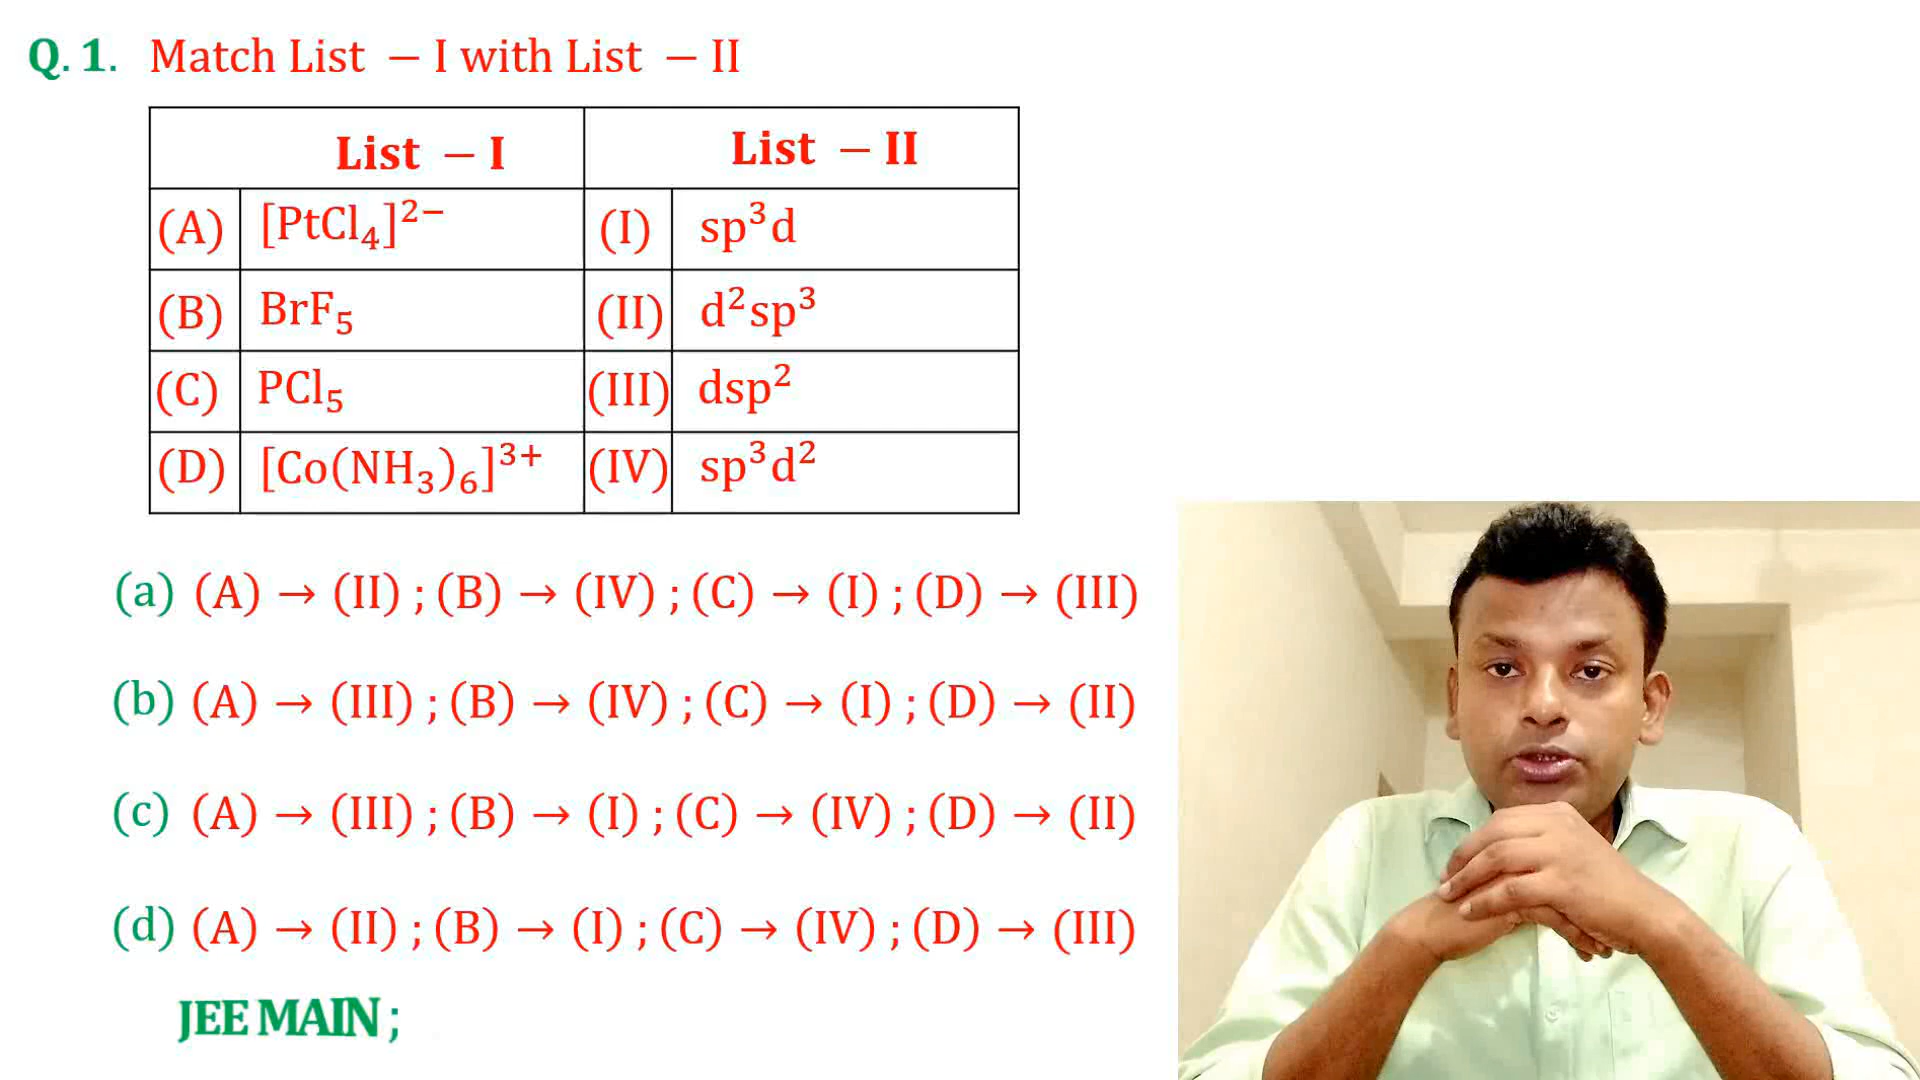 Q. 1. Match List – I with List – II
List – I List – II
(A) [PtCl₄]²⁻ (I) sp³d
(B) BrF₅ (II) d²sp³
(C) PCl₅ (III) dsp²
(D) [Co(NH₃)₆]³⁺ (IV) sp³d²
(a) (A) → (II) ; (B) → (IV) ; (C) → (I) ; (D) → (III)
(b) (A) → (III) ; (B) → (IV) ; (C) → (I) ; (D) → (II)
(c) (A) → (III) ; (B) → (I) ; (C) → (IV) ; (D) → (II)
(d) (A) → (II) ; (B) → (I) ; (C) → (IV) ; (D) → (III)
JEE MAIN ;